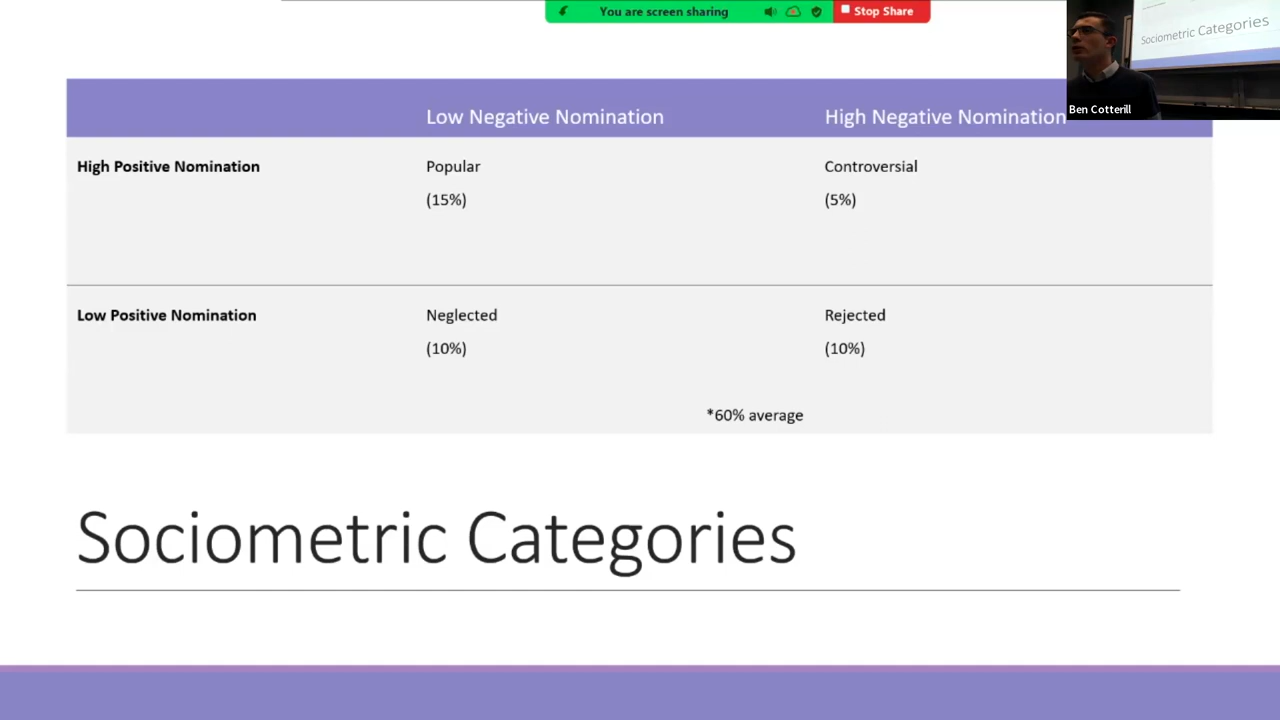 You are screen sharing
Stop Share
Sociometric Categories
Ben Cotterill
Low Negative Nomination
High Negative Nomination
High Positive Nomination
Popular
Controversial
(15%)
(5%)
Low Positive Nomination
Neglected
Rejected
(10%)
(10%)
*60% average
Sociometric Categories